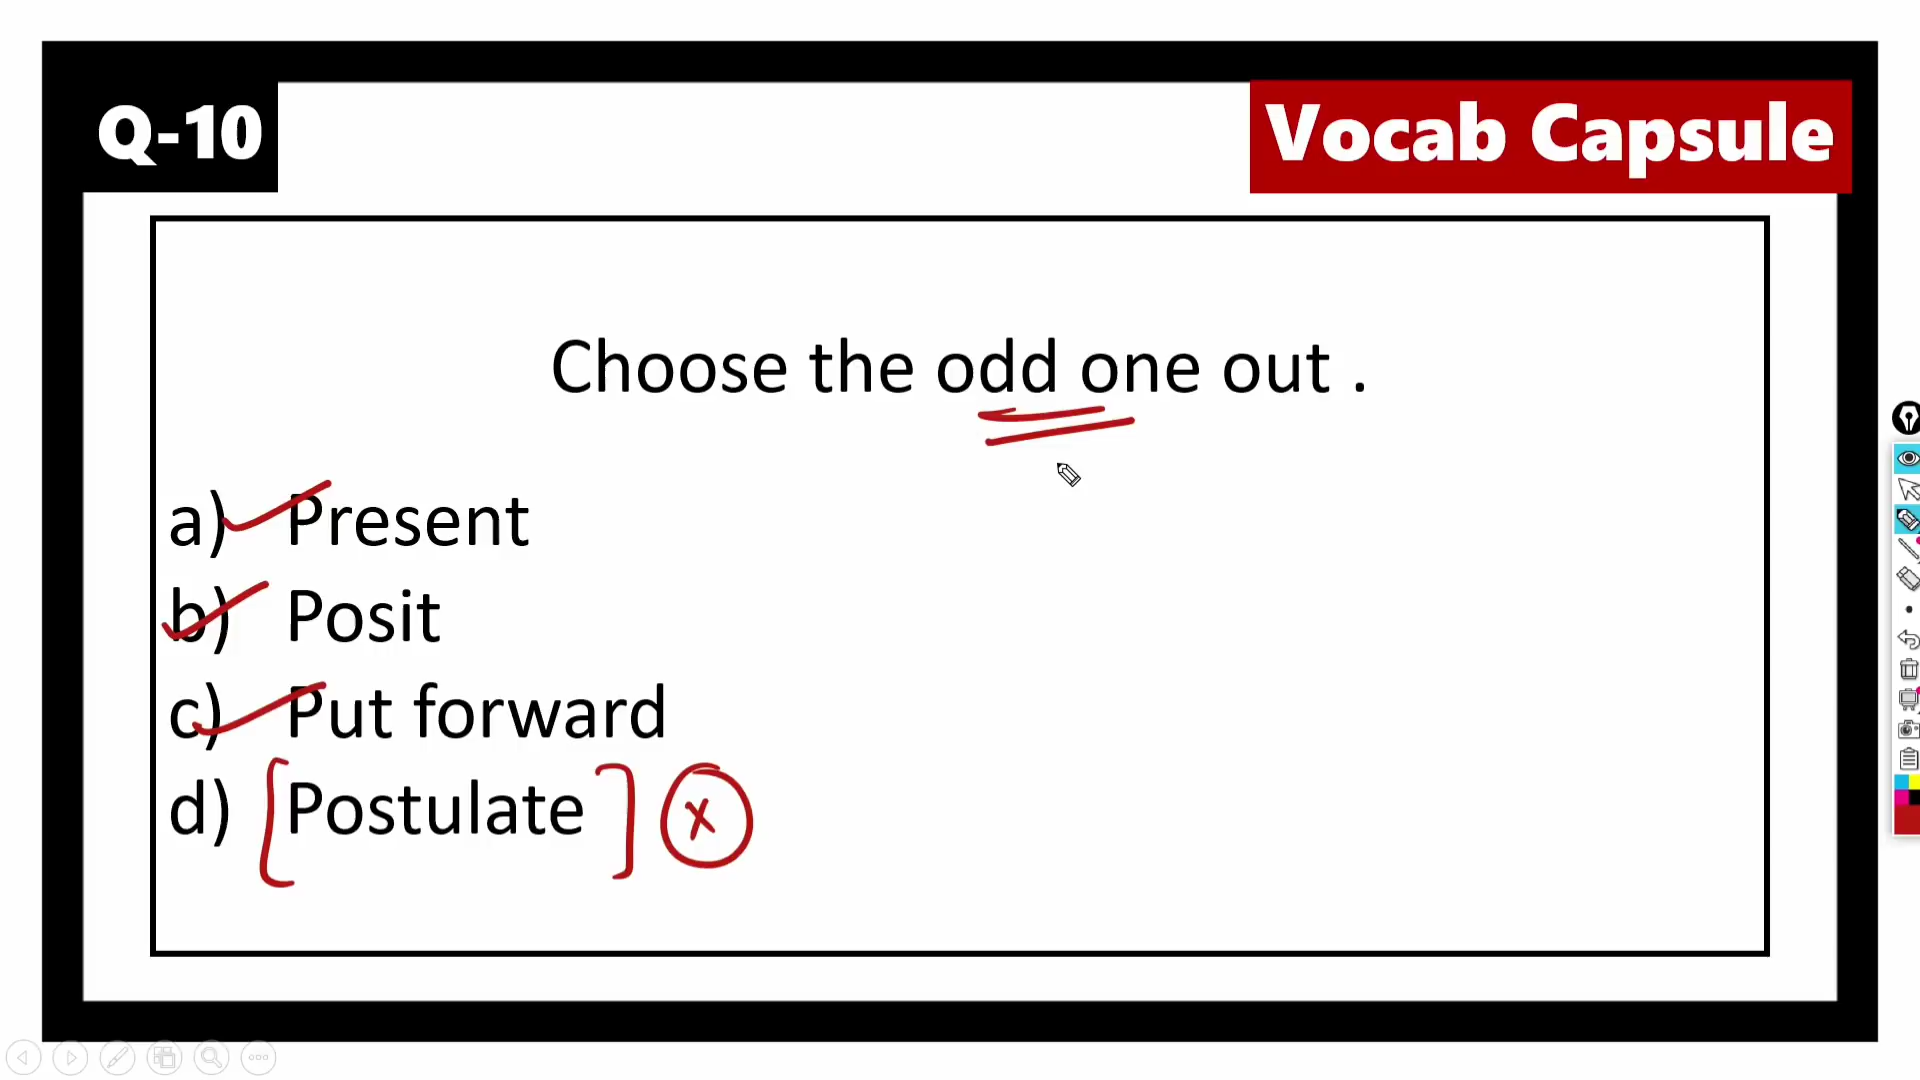 Q-10
Vocab Capsule
Choose the odd one out .
a) Present
b) Posit
c) Put forward
d) [Postulate] x